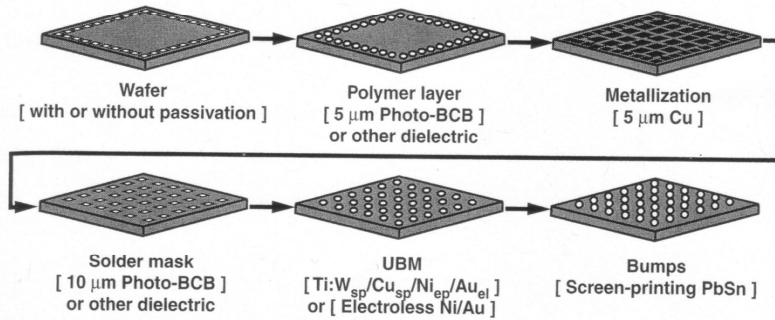 Wafer
[ with or without passivation ]
Polymer layer
[ 5 μm Photo-BCB ]
or other dielectric
Metallization
[ 5 μm Cu ]
Solder mask
[ 10 μm Photo-BCB ]
or other dielectric
UBM
[ Ti:Wsp/Cusp/Niep/Auel ]
or [ Electroless Ni/Au ]
Bumps
[ Screen-printing PbSn ]